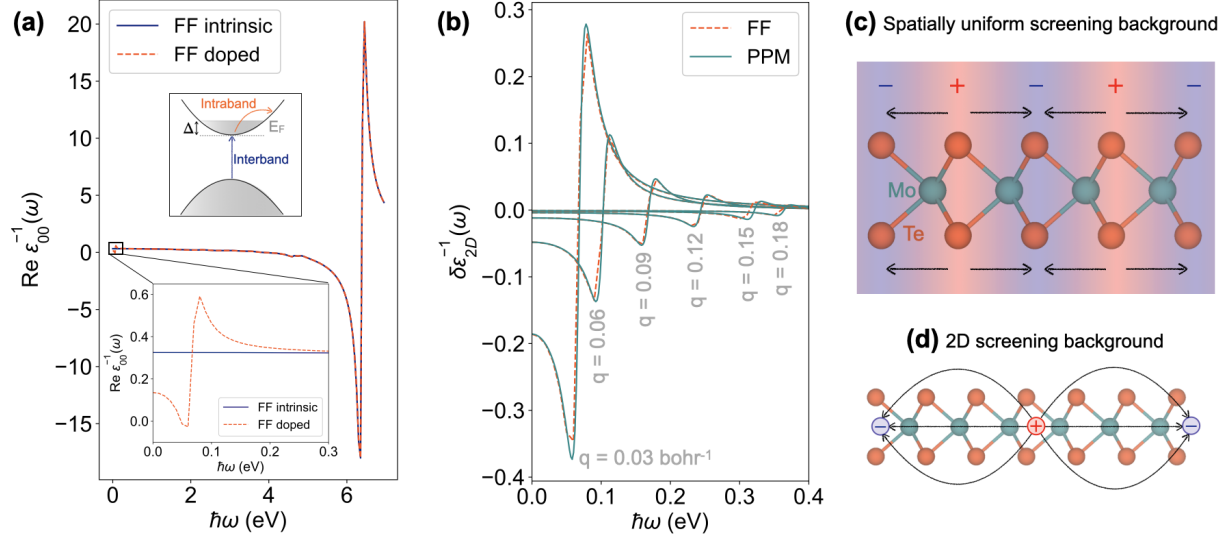 (a)
FF intrinsic
FF doped
Re ε₀₀⁻¹(ω)
20
15
10
5
0
−5
−10
−15
Intraband
Δ
E_F
Interband
Re ε₀₀⁻¹(ω)
0.6
0.4
0.2
0.0
FF intrinsic
FF doped
0.0 0.1 0.2 0.3
ħω (eV)
0 2 4 6
ħω (eV)
(b)
FF
PPM
δε₂D⁻¹(ω)
0.3
0.2
0.1
0.0
−0.1
−0.2
−0.3
−0.4
q = 0.03 bohr⁻¹
q = 0.06
q = 0.09
q = 0.12
q = 0.15
q = 0.18
0.0 0.1 0.2 0.3 0.4
ħω (eV)
(c) Spatially uniform screening background
− + − + −
Mo
Te
(d) 2D screening background
− + −